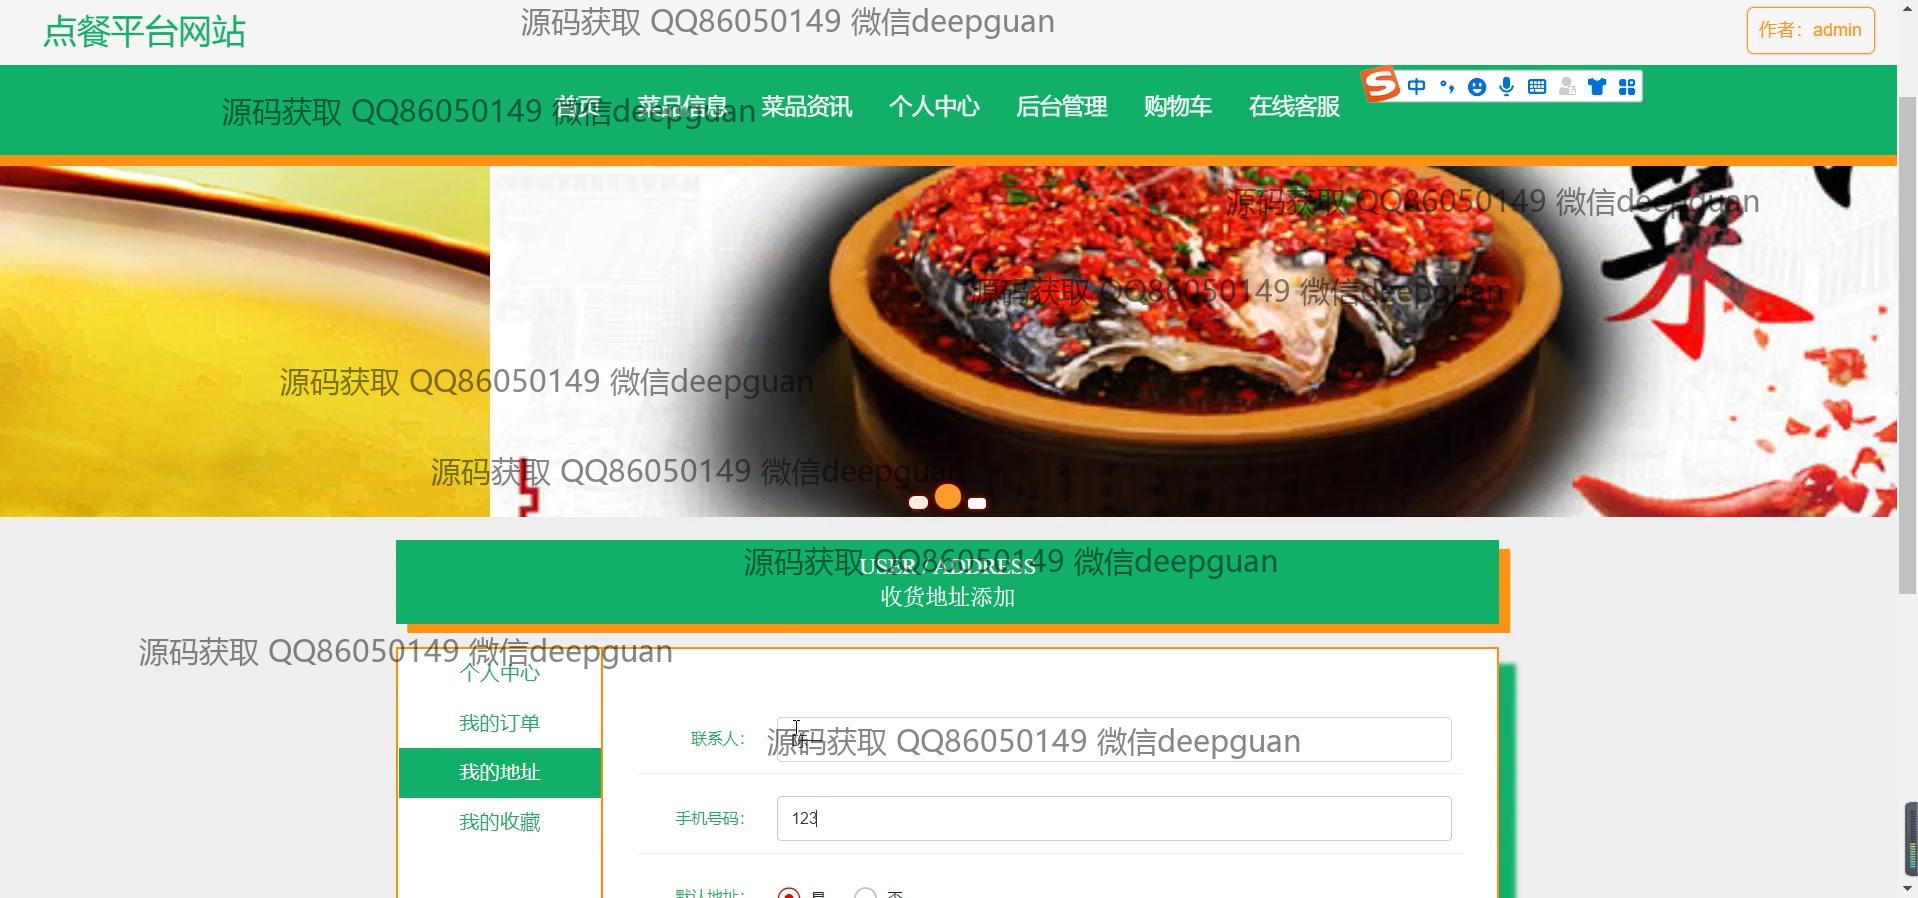 点餐平台网站
源码获取 QQ86050149 微信deepguan
作者：admin
中
首页 菜品信息 菜品资讯 个人中心 后台管理 购物车 在线客服
源码获取 QQ86050149 微信deepguan
源码获取 QQ86050149 微信deepguan
菜
源码获取 QQ86050149 微信deepguan
源码获取 QQ86050149 微信deepguan
源码获取 QQ86050149 微信deepguan
源码获取 QQ86050149 微信deepguan
USER / ADDRESS
收货地址添加
源码获取 QQ86050149 微信deepguan
个人中心
我的订单
我的地址
我的收藏
联系人：
源码获取 QQ86050149 微信deepguan
手机号码： 123
默认地址： 是 否